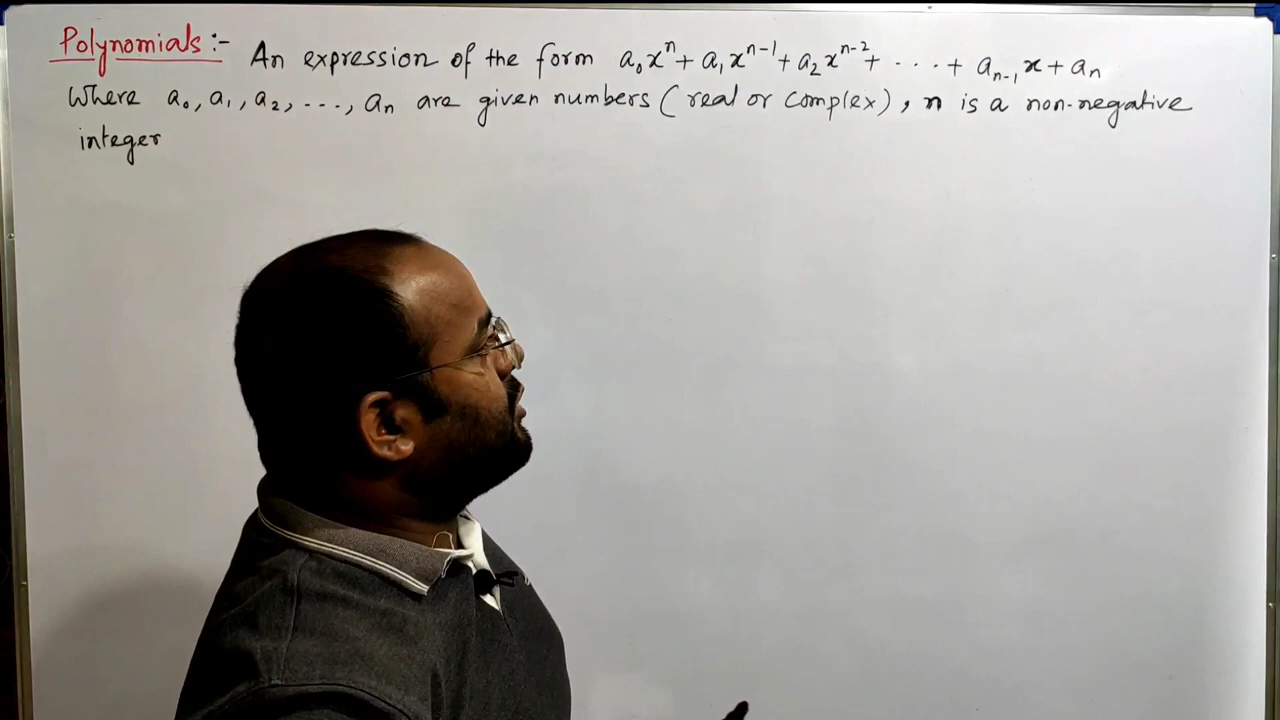 Polynomials :- An expression of the form a₀xⁿ + a₁xⁿ⁻¹ + a₂xⁿ⁻² + . . . + aₙ₋₁x + aₙ
Where a₀, a₁, a₂, ..., aₙ are given numbers (real or complex), n is a non-negative
integer